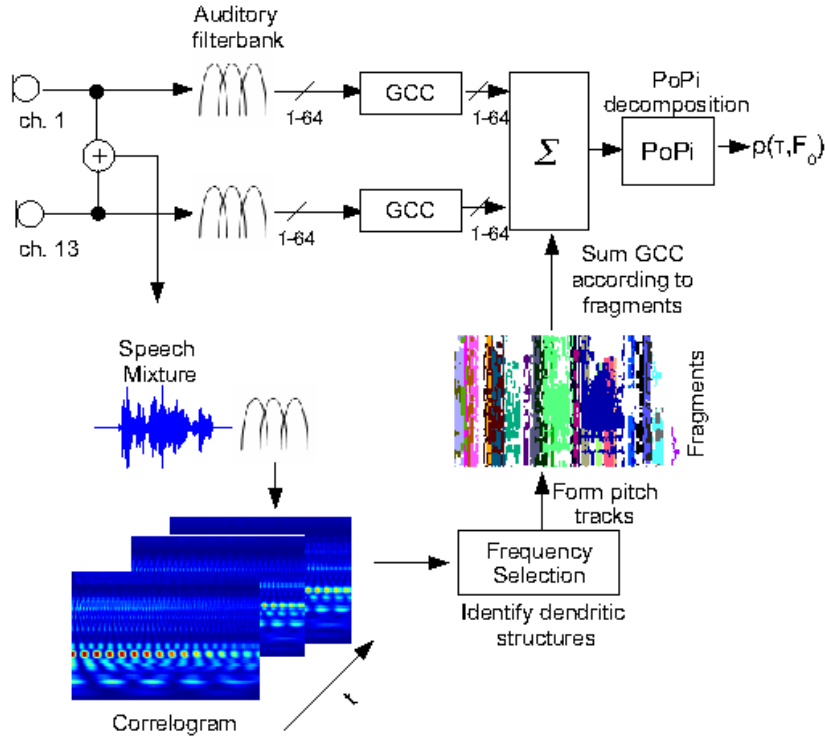 Auditory
filterbank
ch. 1
1-64
GCC
1-64
Σ
PoPi
decomposition
PoPi
ρ(τ,F₀)
ch. 13
1-64
GCC
1-64
Sum GCC
according to
fragments
Speech
Mixture
Fragments
Form pitch
tracks
Frequency
Selection
Identify dendritic
structures
Correlogram
t